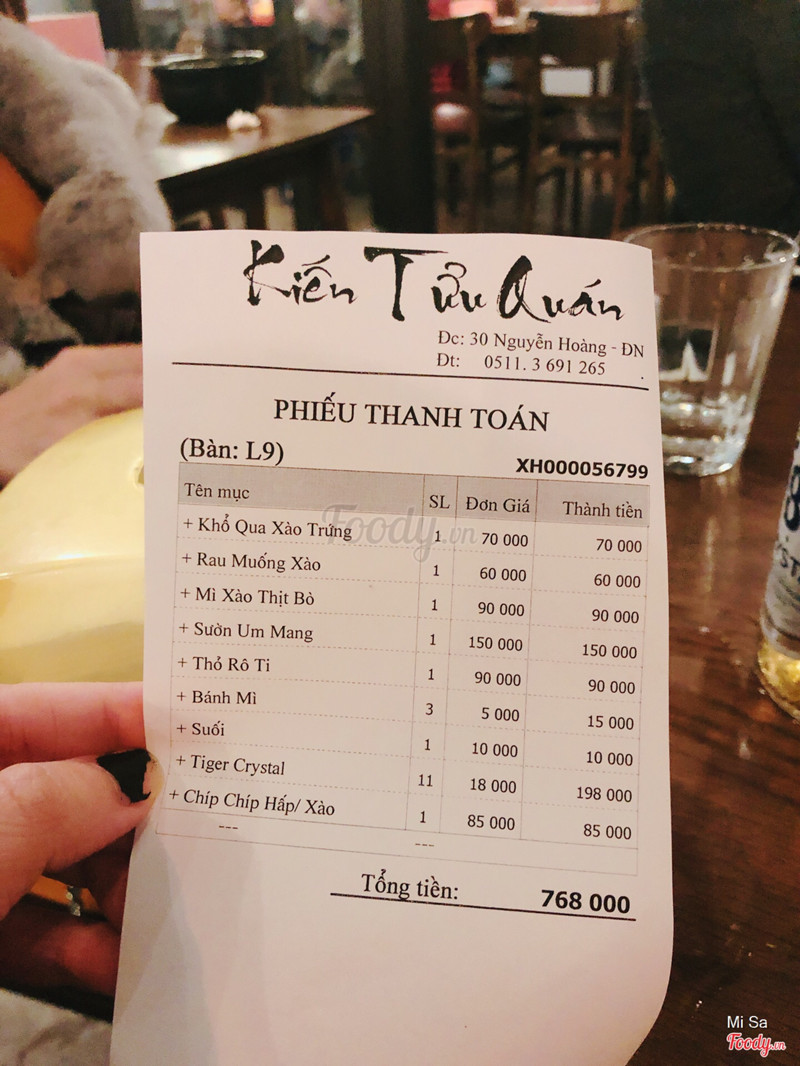 Kiến Tửu Quán
Đc: 30 Nguyễn Hoàng - ĐN
Đt: 0511. 3 691 265
PHIẾU THANH TOÁN
(Bàn: L9)
XH000056799
Tên mục SL Đơn Giá Thành tiền
+ Khổ Qua Xào Trứng 1 70 000 70 000
+ Rau Muống Xào 1 60 000 60 000
+ Mì Xào Thịt Bò 1 90 000 90 000
+ Sườn Um Mang 1 150 000 150 000
+ Thỏ Rô Ti 1 90 000 90 000
+ Bánh Mì 3 5 000 15 000
+ Suối 1 10 000 10 000
+ Tiger Crystal 11 18 000 198 000
+ Chíp Chíp Hấp/ Xào 1 85 000 85 000
--- ---
Tổng tiền: 768 000
Foody.vn
Mi Sa
Foody.vn